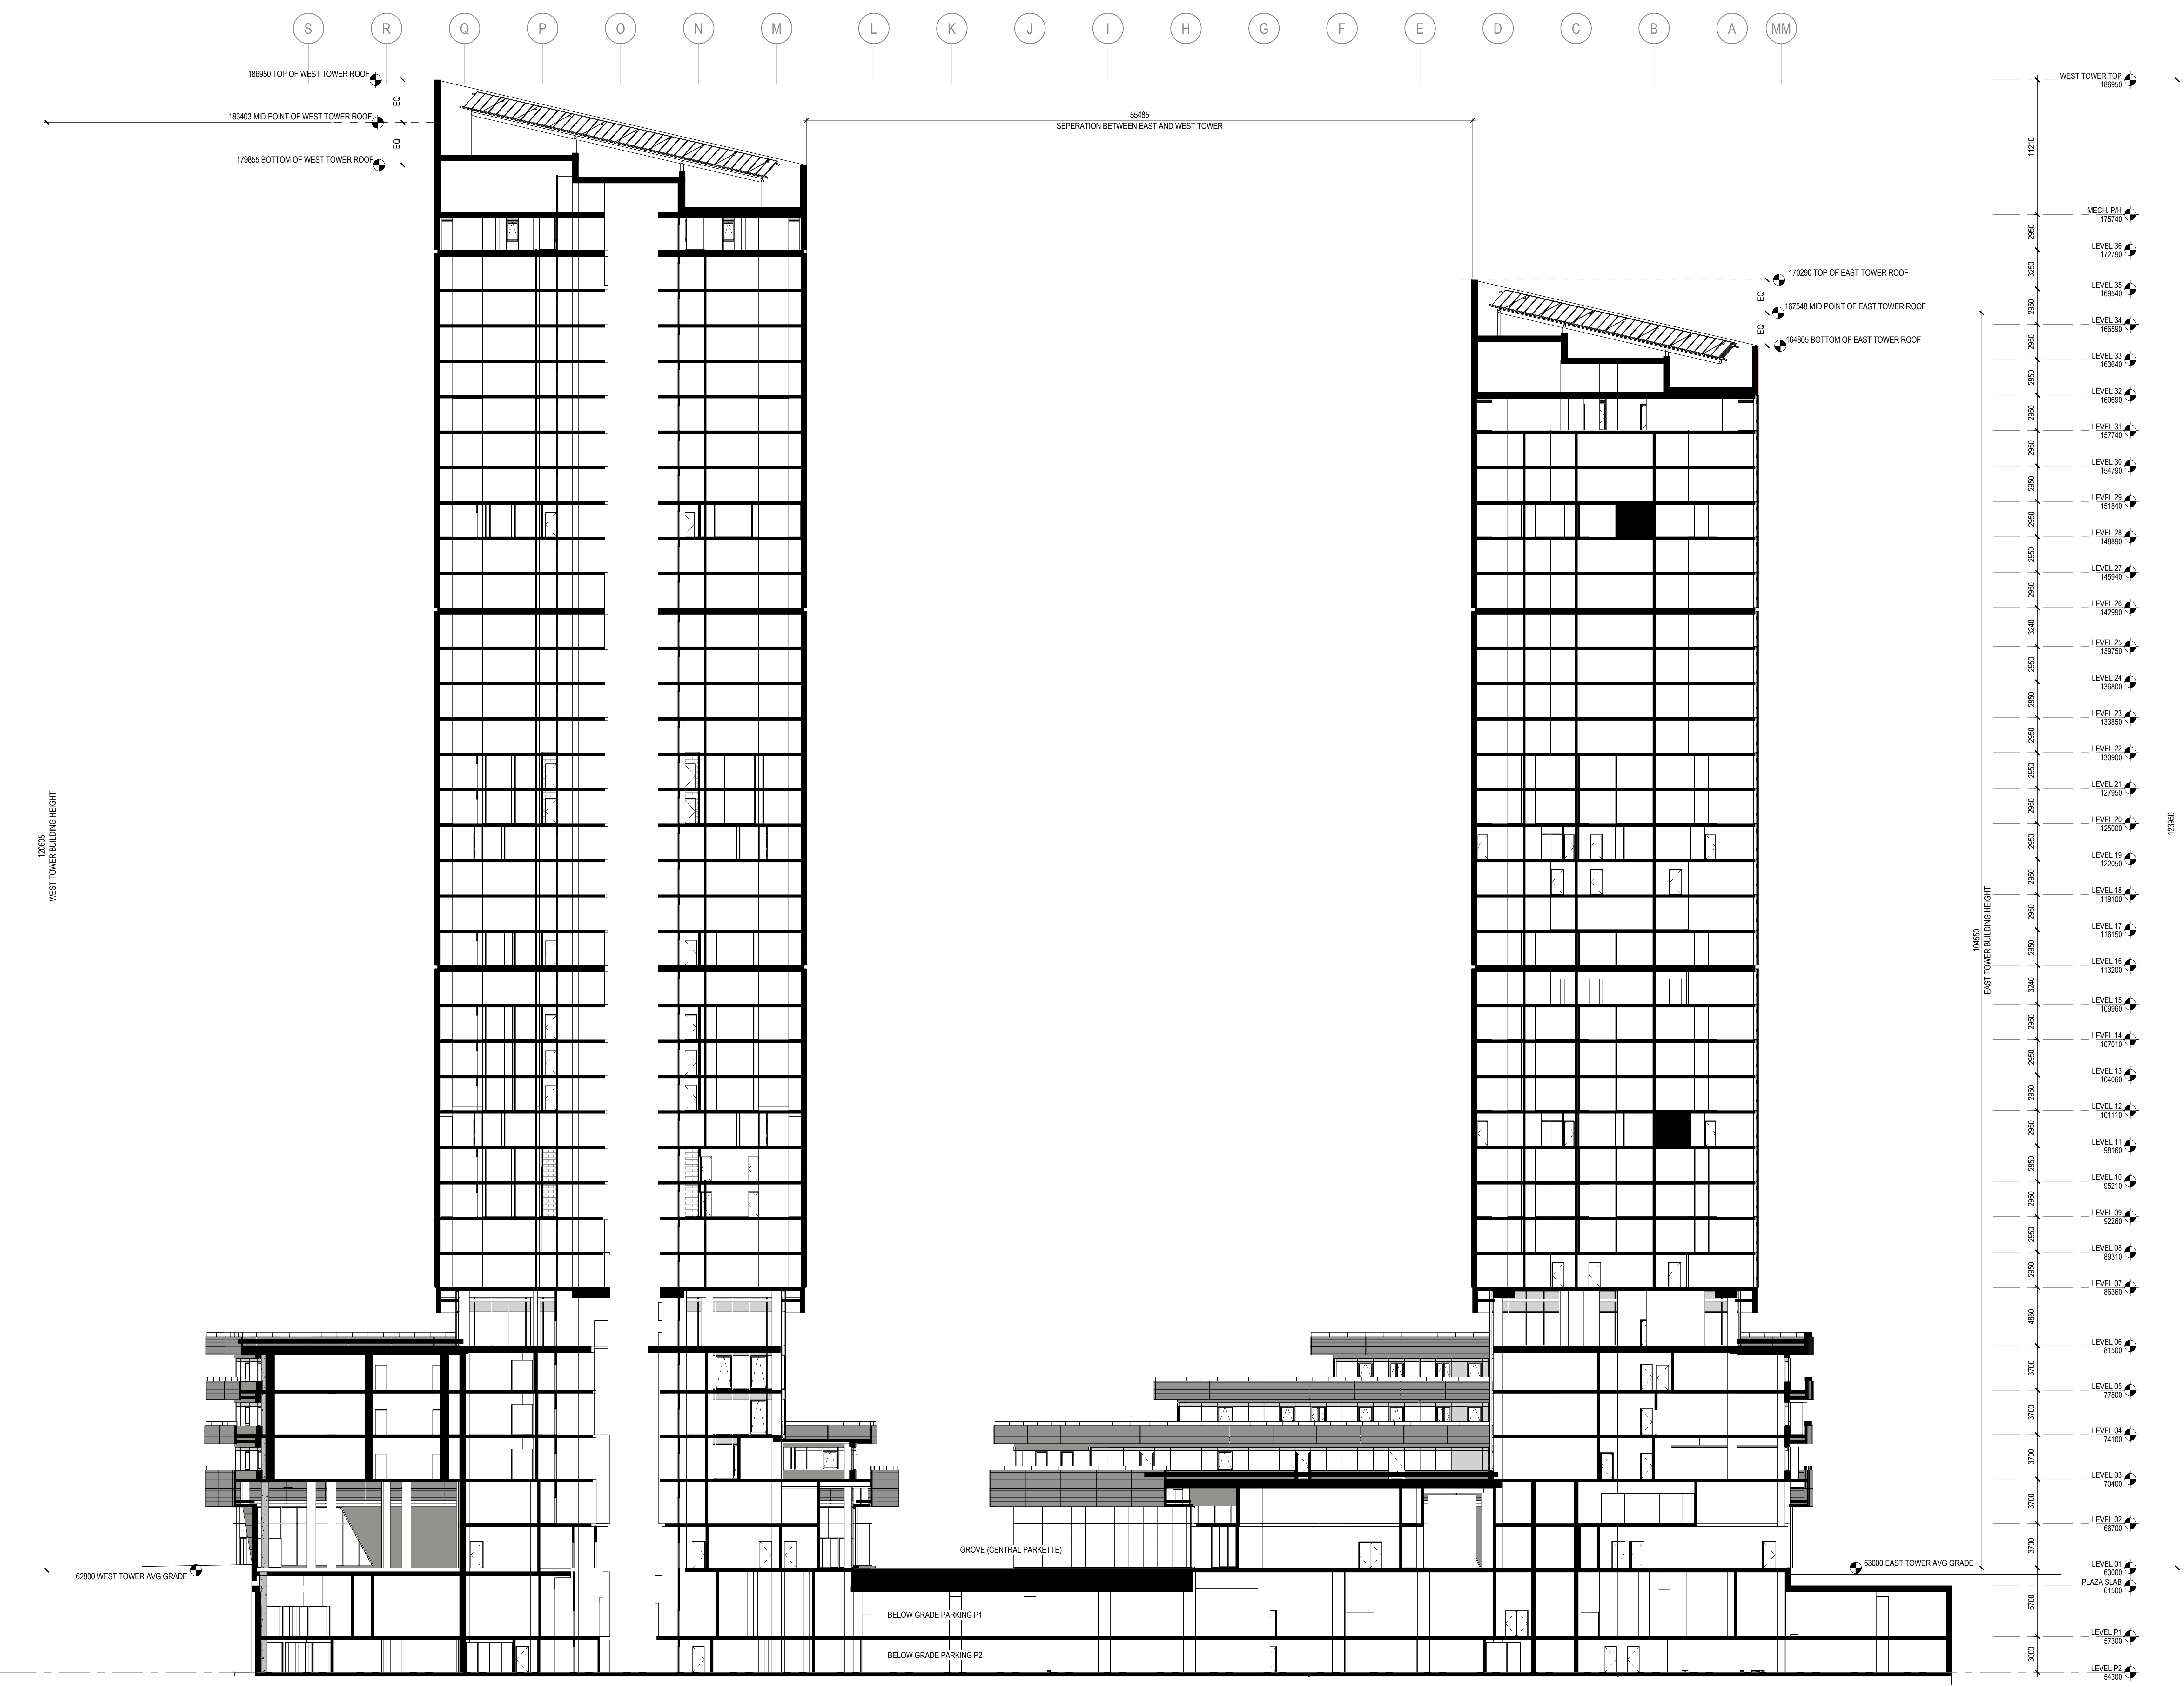 S R Q P O N M L K J I H G F E D C B A MM
186950 TOP OF WEST TOWER ROOF
EQ
183403 MID POINT OF WEST TOWER ROOF
EQ
179855 BOTTOM OF WEST TOWER ROOF
55485
SEPERATION BETWEEN EAST AND WEST TOWER
170290 TOP OF EAST TOWER ROOF
EQ
167548 MID POINT OF EAST TOWER ROOF
EQ
164805 BOTTOM OF EAST TOWER ROOF
120605
WEST TOWER BUILDING HEIGHT
104550
EAST TOWER BUILDING HEIGHT
123950
WEST TOWER TOP
186950
11210
MECH. P/H
175740
2950
LEVEL 36
172790
3250
LEVEL 35
169540
2950
LEVEL 34
166590
2950
LEVEL 33
163640
2950
LEVEL 32
160690
2950
LEVEL 31
157740
2950
LEVEL 30
154790
2950
LEVEL 29
151840
2950
LEVEL 28
148890
2950
LEVEL 27
145940
2950
LEVEL 26
142990
3240
LEVEL 25
139750
2950
LEVEL 24
136800
2950
LEVEL 23
133850
2950
LEVEL 22
130900
2950
LEVEL 21
127950
2950
LEVEL 20
125000
2950
LEVEL 19
122050
2950
LEVEL 18
119100
2950
LEVEL 17
116150
2950
LEVEL 16
113200
3240
LEVEL 15
109960
2950
LEVEL 14
107010
2950
LEVEL 13
104060
2950
LEVEL 12
101110
2950
LEVEL 11
98160
2950
LEVEL 10
95210
2950
LEVEL 09
92260
2950
LEVEL 08
89310
2950
LEVEL 07
86360
4860
LEVEL 06
81500
3700
LEVEL 05
77800
3700
LEVEL 04
74100
3700
LEVEL 03
70400
3700
LEVEL 02
66700
3700
LEVEL 01
63000
PLAZA SLAB
61500
5700
LEVEL P1
57300
3000
LEVEL P2
54300
GROVE (CENTRAL PARKETTE)
63000 EAST TOWER AVG GRADE
62800 WEST TOWER AVG GRADE
BELOW GRADE PARKING P1
BELOW GRADE PARKING P2